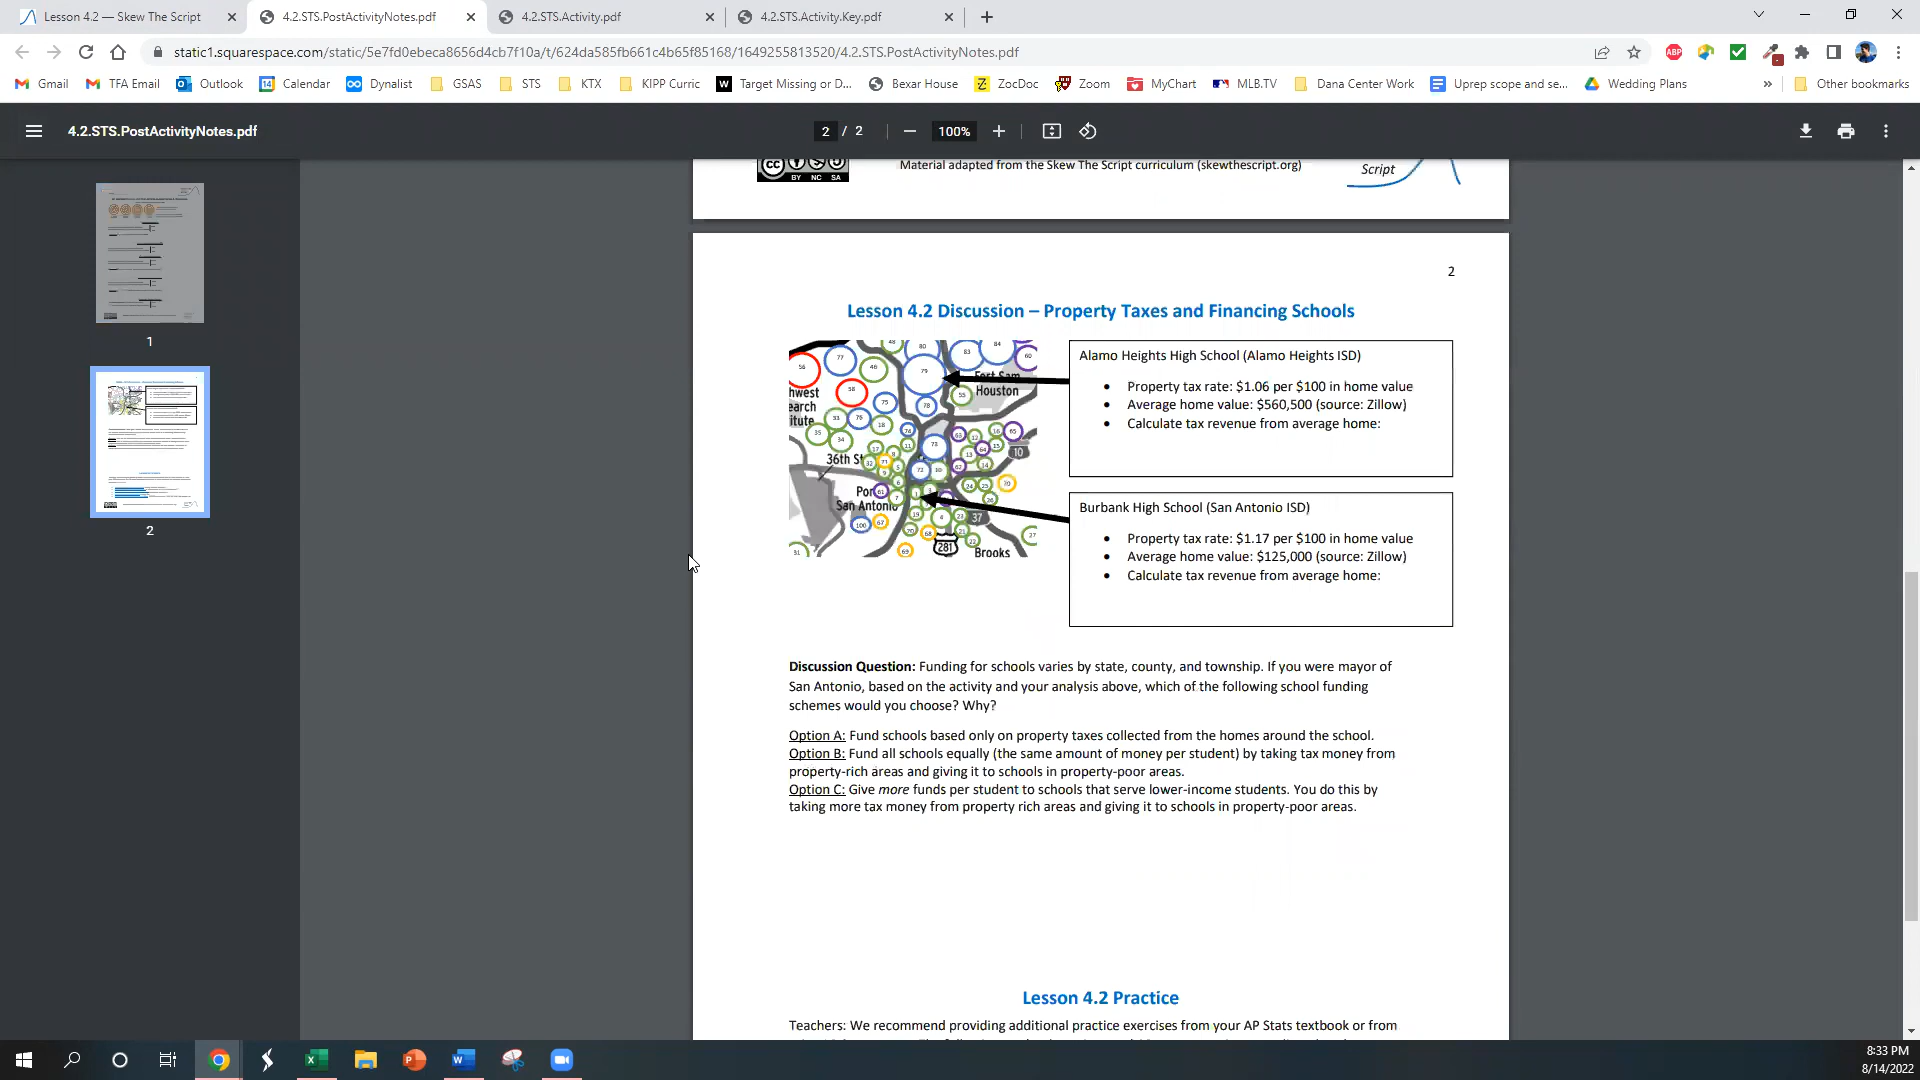 Lesson 4.2 — Skew The Script
4.2.STS.PostActivityNotes.pdf
4.2.STS.Activity.pdf
4.2.STS.Activity.Key.pdf
static1.squarespace.com/static/5e7fd0ebeca8656d4cb7f10a/t/624da585fb661c4b65f85168/1649255813520/4.2.STS.PostActivityNotes.pdf
Gmail TFA Email Outlook Calendar Dynalist GSAS STS KTX KIPP Curric Target Missing or D... Bexar House ZocDoc Zoom MyChart MLB.TV Dana Center Work Uprep scope and se... Wedding Plans » Other bookmarks
4.2.STS.PostActivityNotes.pdf
2 / 2
100%
1
2
CC BY NC SA
Material adapted from the Skew The Script curriculum (skewthescript.org)
Script
2
Lesson 4.2 Discussion – Property Taxes and Financing Schools
Fort Sam
Houston
hwest
earch
itute
36th St
Por
San Antonio
10
37
281
Brooks
Alamo Heights High School (Alamo Heights ISD)
• Property tax rate: $1.06 per $100 in home value
• Average home value: $560,500 (source: Zillow)
• Calculate tax revenue from average home:
Burbank High School (San Antonio ISD)
• Property tax rate: $1.17 per $100 in home value
• Average home value: $125,000 (source: Zillow)
• Calculate tax revenue from average home:
Discussion Question: Funding for schools varies by state, county, and township. If you were mayor of
San Antonio, based on the activity and your analysis above, which of the following school funding
schemes would you choose? Why?
Option A: Fund schools based only on property taxes collected from the homes around the school.
Option B: Fund all schools equally (the same amount of money per student) by taking tax money from
property-rich areas and giving it to schools in property-poor areas.
Option C: Give more funds per student to schools that serve lower-income students. You do this by
taking more tax money from property rich areas and giving it to schools in property-poor areas.
Lesson 4.2 Practice
Teachers: We recommend providing additional practice exercises from your AP Stats textbook or from
8:33 PM
8/14/2022